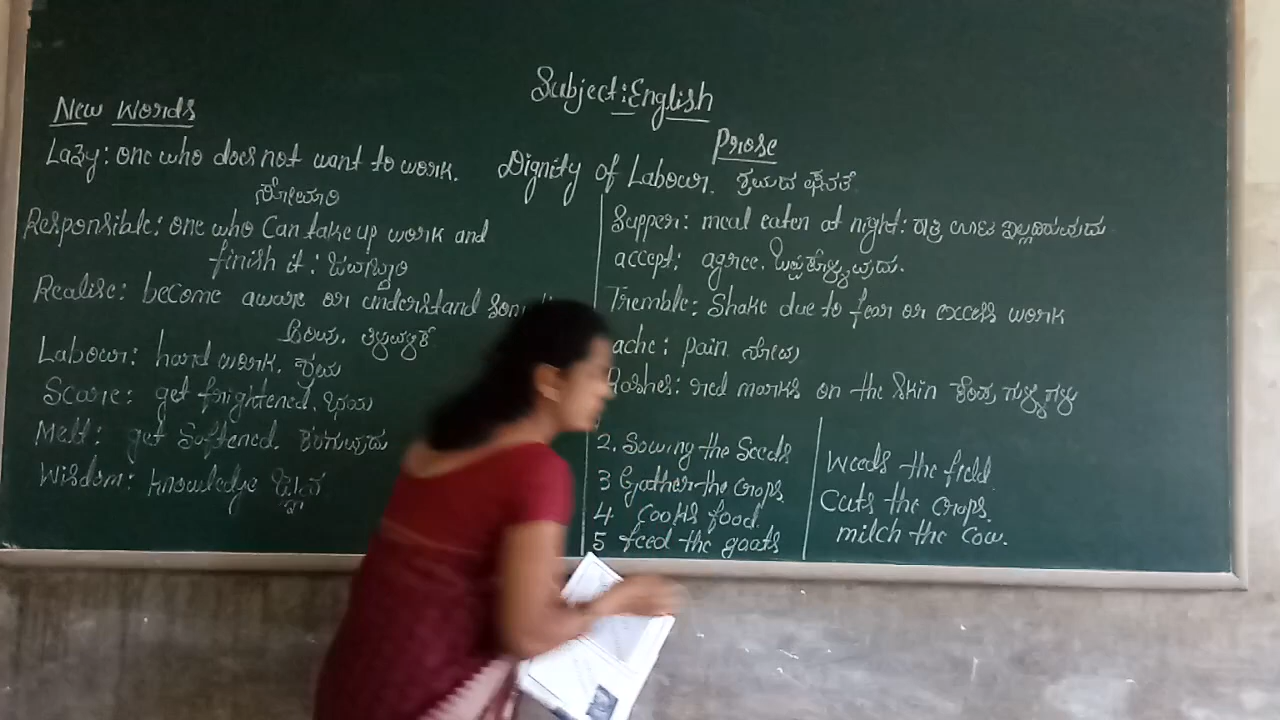 Subject: English
New Words
Prose
Lazy: one who does not want to work.
ಸೋಮಾರಿ
Dignity of Labour. ಶ್ರಮದ ಘನತೆ
Responsible: one who Can take up work and
finish it: ಜವಾಬ್ದಾರಿ
Realise: become aware or understand
ಅರಿವು, ತಿಳುವಳಿಕೆ
Labour: hard work. ಶ್ರಮ
Scare: get frightened. ಭಯ
Melt: get Softened. ಕರಗುವುದು
Wisdom: knowledge ಜ್ಞಾನ
Supper: meal eaten at night: ರಾತ್ರಿ ಊಟ
accept: agree. ಒಪ್ಪಿಕೊಳ್ಳುವುದು.
Tremble: Shake due to fear or excess work
ache: pain ನೋವು
Rashes: red marks on the Skin ಕೆಂಪು ಗುಳ್ಳೆಗಳು
2. Sowing the Seeds
3 Gather the crops.
4 Cooks food.
5 feed the goats
Weeds the field.
Cuts the crops.
milch the Cow.